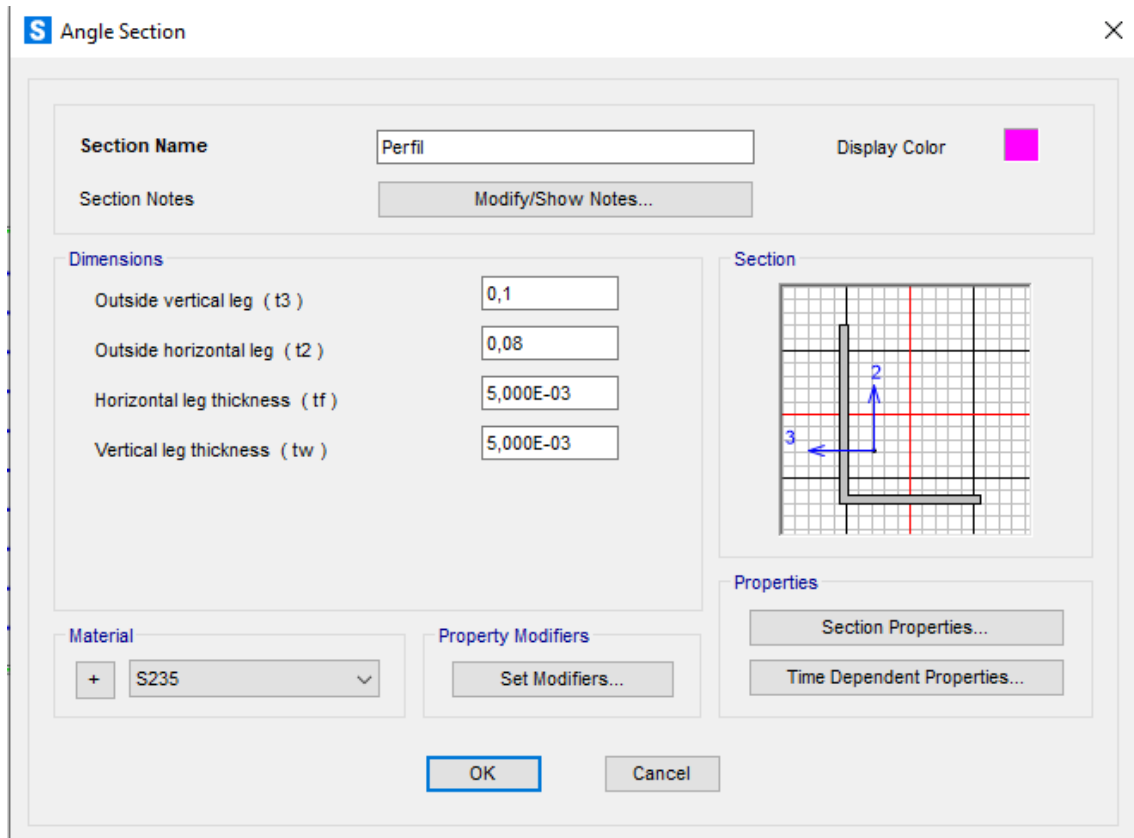 S Angle Section
Section Name
Perfil
Display Color
Section Notes
Modify/Show Notes...
Dimensions
Outside vertical leg ( t3 )
0,1
Outside horizontal leg ( t2 )
0,08
Horizontal leg thickness ( tf )
5,000E-03
Vertical leg thickness ( tw )
5,000E-03
Section
2
3
Properties
Section Properties...
Time Dependent Properties...
Material
+
S235
Property Modifiers
Set Modifiers...
OK
Cancel